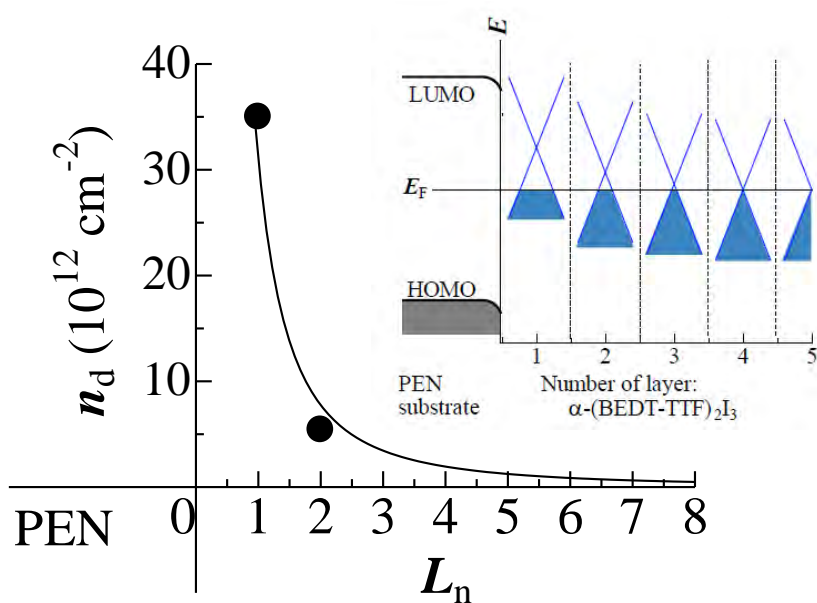 40
30
20
10
n_d (10^12 cm^-2)
PEN
0 1 2 3 4 5 6 7 8
L_n
E
LUMO
E_F
HOMO
1 2 3 4 5
PEN
substrate
Number of layer:
α-(BEDT-TTF)₂I₃